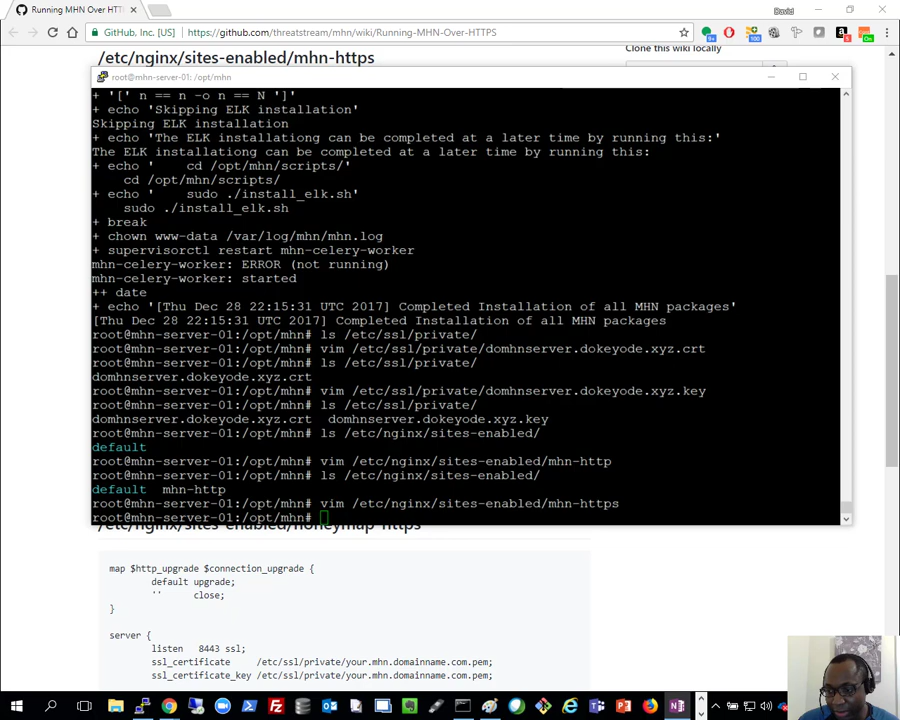 Running MHN Over HTT
David
GitHub, Inc. [US]
https://github.com/threatstream/mhn/wiki/Running-MHN-Over-HTTPS
/etc/nginx/sites-enabled/mhn-https
Clone this wiki locally
root@mhn-server-01: /opt/mhn
+ '[' n == n -o n == N ']'
+ echo 'Skipping ELK installation'
Skipping ELK installation
+ echo 'The ELK installationg can be completed at a later time by running this:'
The ELK installationg can be completed at a later time by running this:
+ echo '    cd /opt/mhn/scripts/'
    cd /opt/mhn/scripts/
+ echo '    sudo ./install_elk.sh'
    sudo ./install_elk.sh
+ break
+ chown www-data /var/log/mhn/mhn.log
+ supervisorctl restart mhn-celery-worker
mhn-celery-worker: ERROR (not running)
mhn-celery-worker: started
++ date
+ echo '[Thu Dec 28 22:15:31 UTC 2017] Completed Installation of all MHN packages'
[Thu Dec 28 22:15:31 UTC 2017] Completed Installation of all MHN packages
root@mhn-server-01:/opt/mhn# ls /etc/ssl/private/
root@mhn-server-01:/opt/mhn# vim /etc/ssl/private/domhnserver.dokeyode.xyz.crt
root@mhn-server-01:/opt/mhn# ls /etc/ssl/private/
domhnserver.dokeyode.xyz.crt
root@mhn-server-01:/opt/mhn# vim /etc/ssl/private/domhnserver.dokeyode.xyz.key
root@mhn-server-01:/opt/mhn# ls /etc/ssl/private/
domhnserver.dokeyode.xyz.crt  domhnserver.dokeyode.xyz.key
root@mhn-server-01:/opt/mhn# ls /etc/nginx/sites-enabled/
default
root@mhn-server-01:/opt/mhn# vim /etc/nginx/sites-enabled/mhn-http
root@mhn-server-01:/opt/mhn# ls /etc/nginx/sites-enabled/
default  mhn-http
root@mhn-server-01:/opt/mhn# vim /etc/nginx/sites-enabled/mhn-https
root@mhn-server-01:/opt/mhn#
/etc/nginx/sites-enabled/honeymap-https
map $http_upgrade $connection_upgrade {
default upgrade;
''      close;
}
server {
listen   8443 ssl;
ssl_certificate     /etc/ssl/private/your.mhn.domainname.com.pem;
ssl_certificate_key /etc/ssl/private/your.mhn.domainname.com.pem;